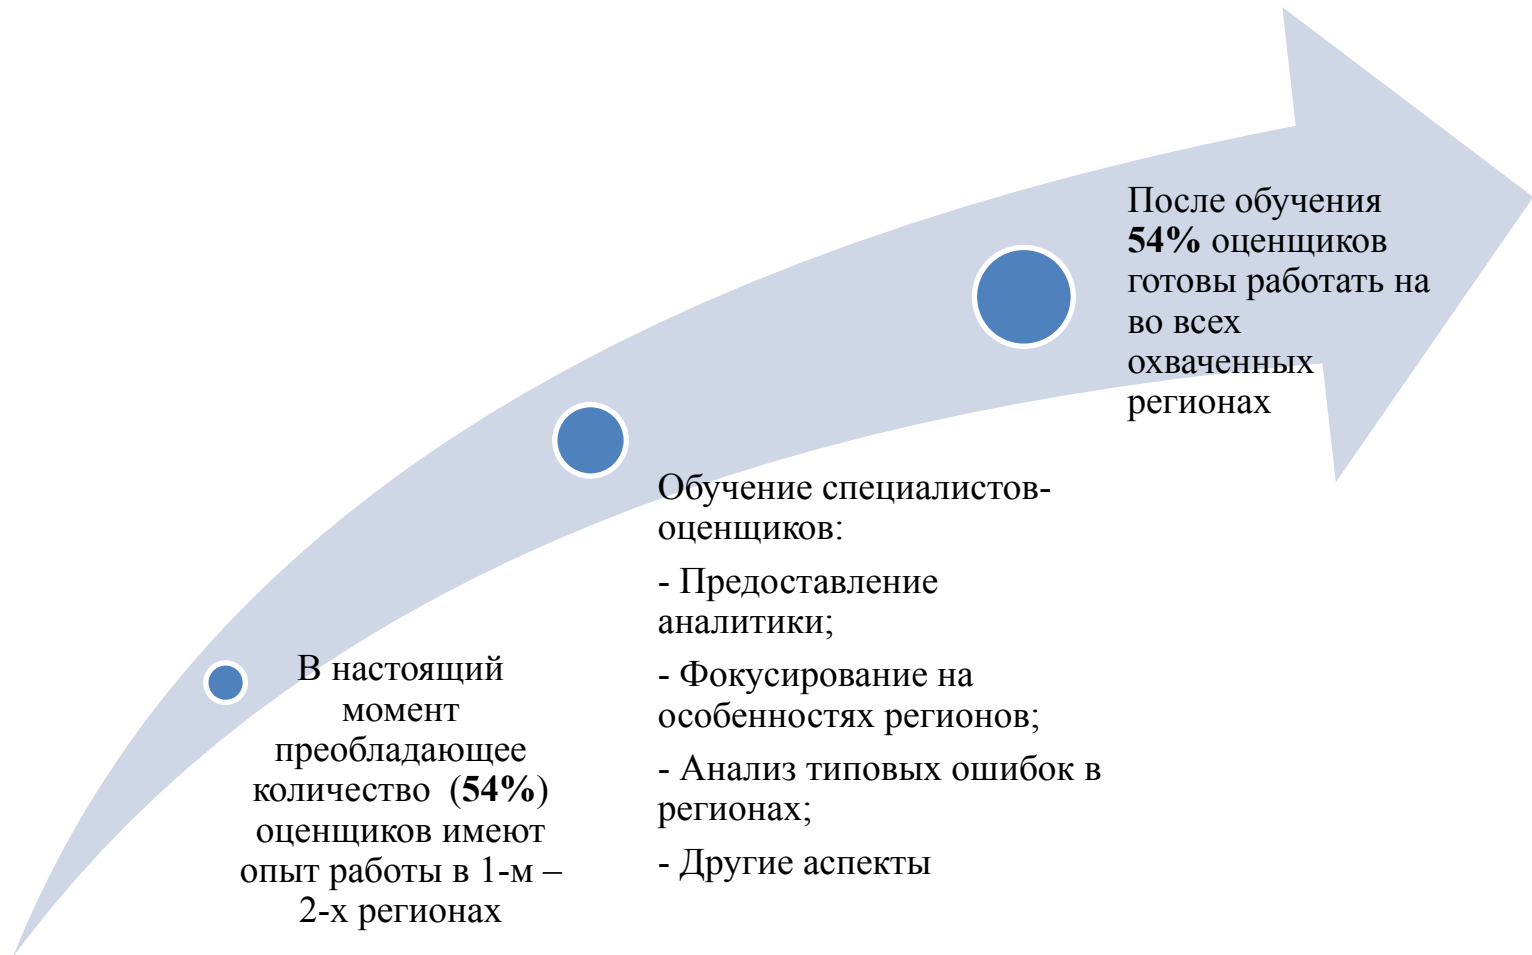 В настоящий
момент
преобладающее
количество (54%)
оценщиков имеют
опыт работы в 1-м –
2-х регионах
Обучение специалистов-
оценщиков:
- Предоставление
аналитики;
- Фокусирование на
особенностях регионов;
- Анализ типовых ошибок в
регионах;
- Другие аспекты
После обучения
54% оценщиков
готовы работать на
во всех
охваченных
регионах